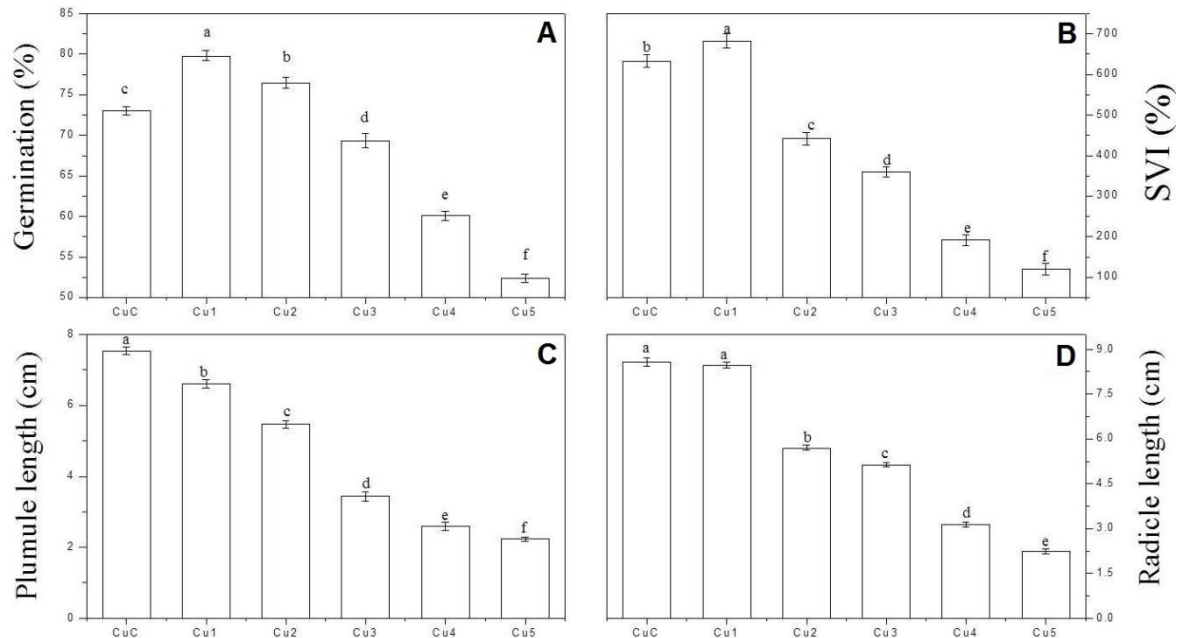 A
Germination (%)
85
80
75
70
65
60
55
50
c
a
b
d
e
f
CuC Cu1 Cu2 Cu3 Cu4 Cu5
B
SVI (%)
700
600
500
400
300
200
100
b
a
c
d
e
f
CuC Cu1 Cu2 Cu3 Cu4 Cu5
C
Plumule length (cm)
8
6
4
2
0
a
b
c
d
e
f
CuC Cu1 Cu2 Cu3 Cu4 Cu5
D
Radicle length (cm)
9.0
7.5
6.0
4.5
3.0
1.5
0.0
a
a
b
c
d
e
CuC Cu1 Cu2 Cu3 Cu4 Cu5